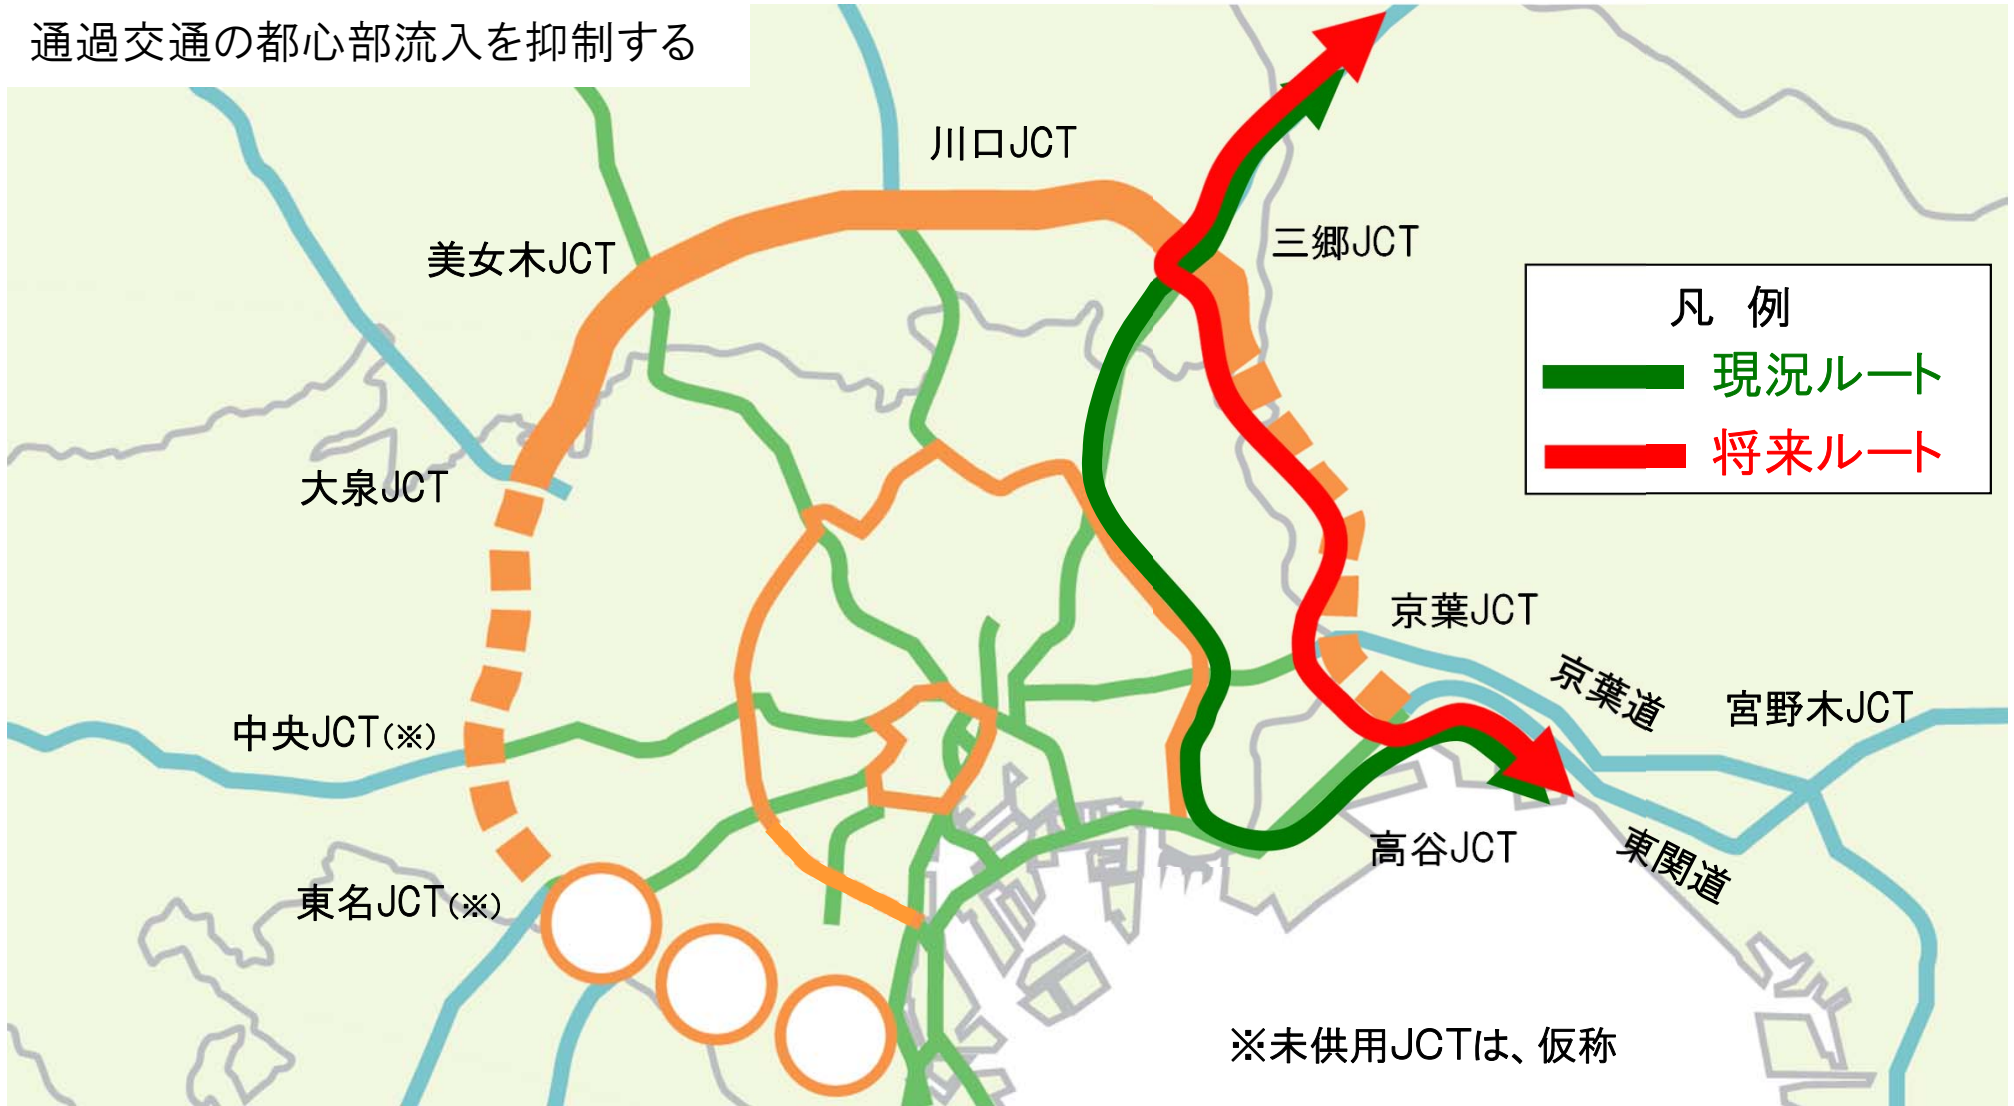 通過交通の都心部流入を抑制する
川口JCT
三郷JCT
美女木JCT
凡 例
現況ルート
将来ルート
大泉JCT
京葉JCT
京葉道
宮野木JCT
中央JCT(※)
高谷JCT
東関道
東名JCT(※)
※未供用JCTは、仮称